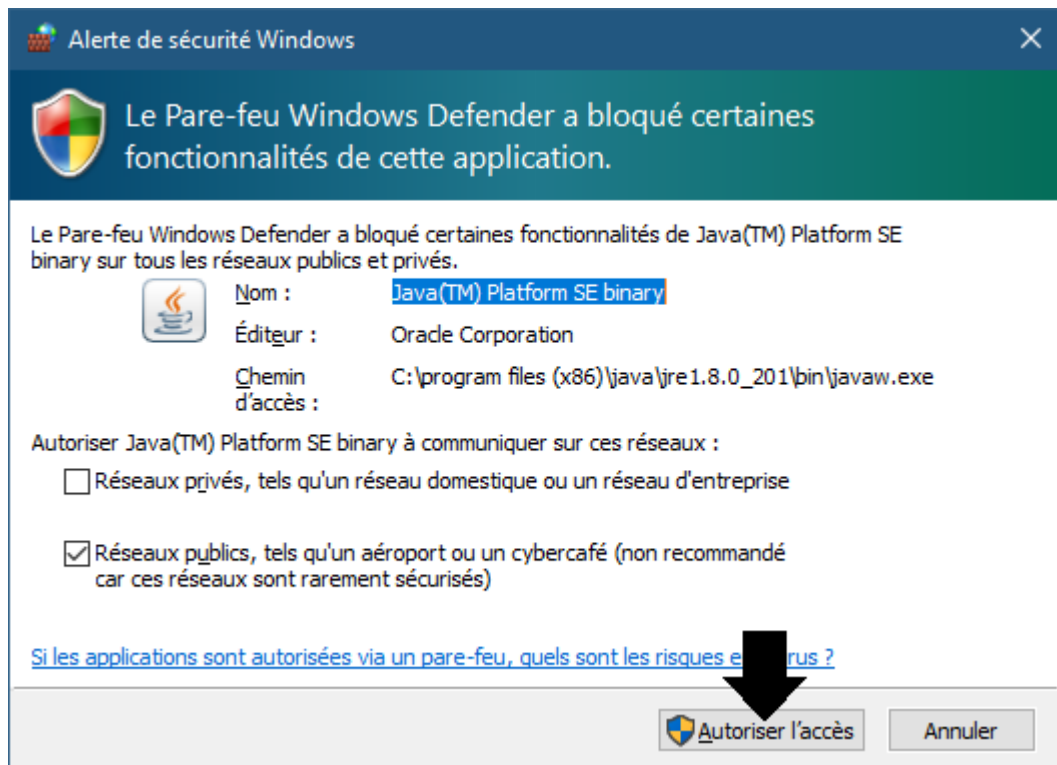 Alerte de sécurité Windows
Le Pare-feu Windows Defender a bloqué certaines
fonctionnalités de cette application.
Le Pare-feu Windows Defender a bloqué certaines fonctionnalités de Java(TM) Platform SE
binary sur tous les réseaux publics et privés.
Nom : Java(TM) Platform SE binary
Éditeur : Oracle Corporation
Chemin C:\program files (x86)\java\jre1.8.0_201\bin\javaw.exe
d'accès :
Autoriser Java(TM) Platform SE binary à communiquer sur ces réseaux :
Réseaux privés, tels qu'un réseau domestique ou un réseau d'entreprise
Réseaux publics, tels qu'un aéroport ou un cybercafé (non recommandé
car ces réseaux sont rarement sécurisés)
Si les applications sont autorisées via un pare-feu, quels sont les risques ?
Autoriser l'accès Annuler